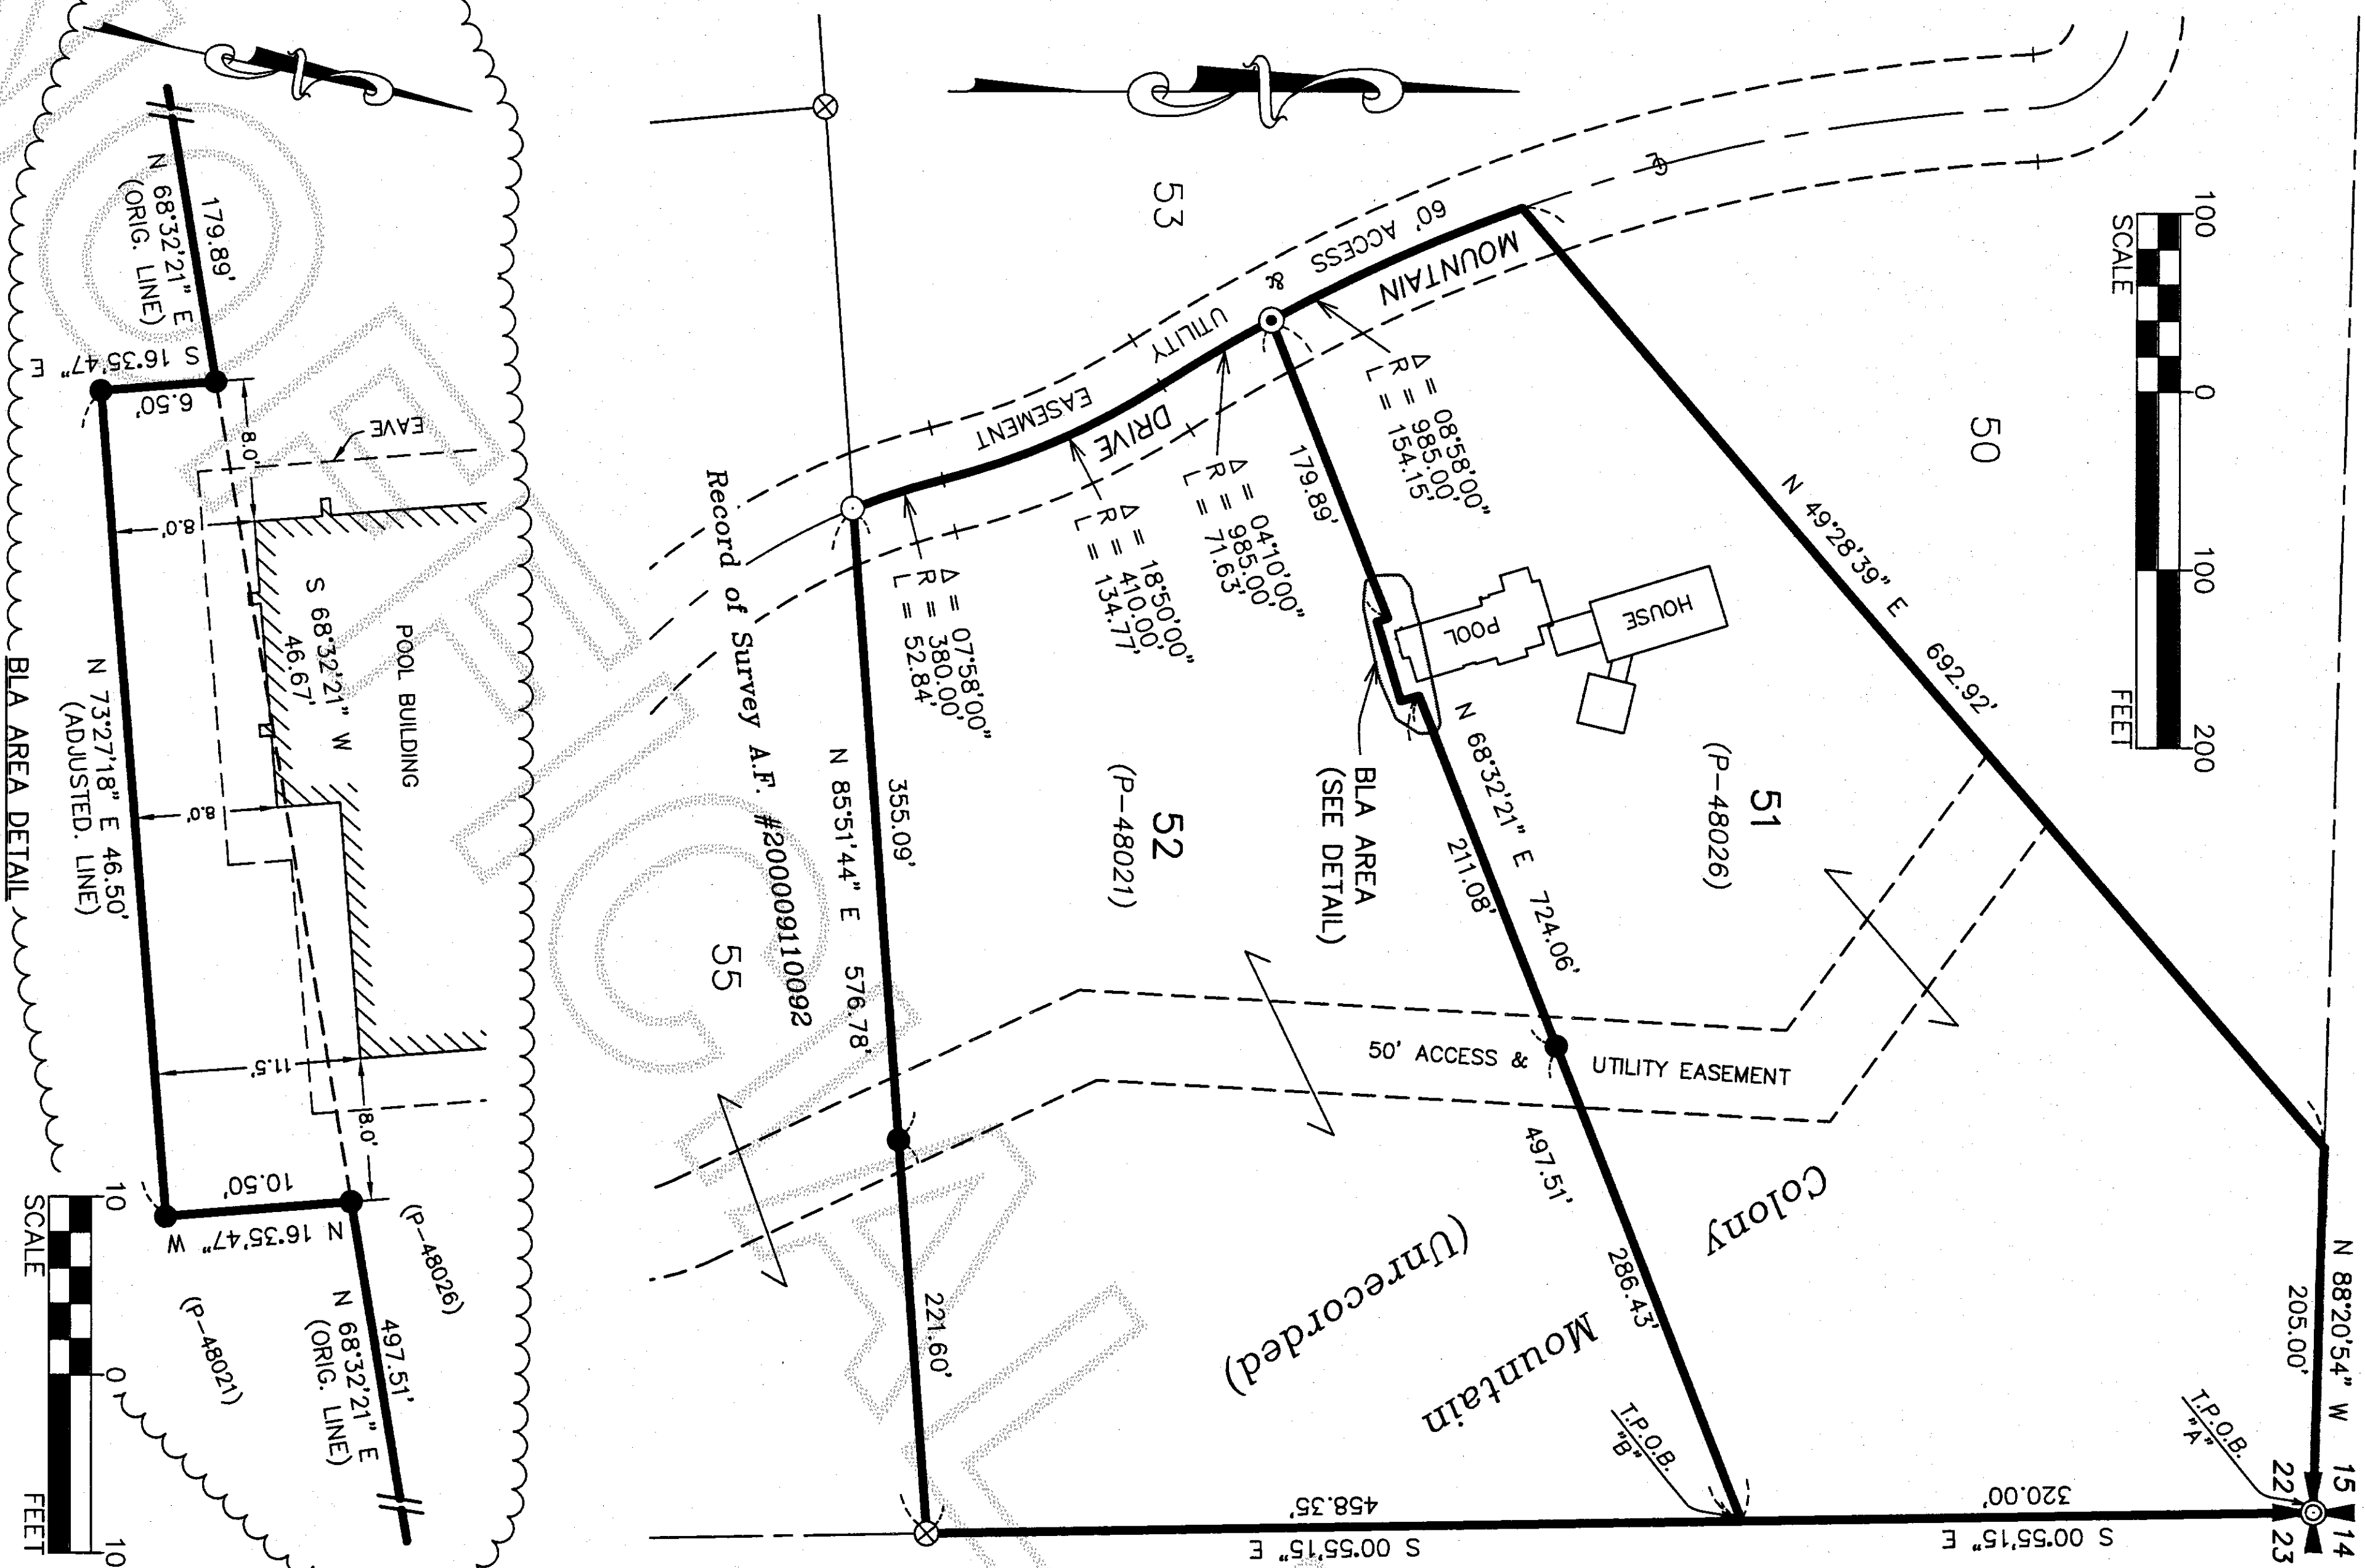 100
0
100
200
SCALE
FEET
50
N 49°28'39" E
692.92'
N 88°20'54" W
205.00'
T.P.O.B.
"A"
15
14
22
23
S 00°55'15" E
320.00'
HOUSE
POOL
51
(P-48026)
53
60' ACCESS
&
UTILITY
EASEMENT
MOUNTAIN
DRIVE
Δ = 08°58'00"
R = 985.00'
L = 154.15'
179.89'
Δ = 04°10'00"
R = 985.00'
L = 71.63'
Δ = 18°50'00"
R = 410.00'
L = 134.77'
Δ = 07°58'00"
R = 380.00'
L = 52.84'
BLA AREA
(SEE DETAIL)
N 68°32'21" E 724.06'
211.08'
497.51'
286.43'
50' ACCESS &
UTILITY EASEMENT
T.P.O.B.
"B"
52
(P-48021)
Colony
Mountain
(Unrecorded)
S 00°55'15" E
458.35'
355.09'
N 85°51'44" E 576.78'
221.60'
Record of Survey A.F. #200009110092
55
179.89'
N 68°32'21" E
(ORIG. LINE)
S 16°35'47" E
6.50'
8.0'
EAVE
8.0'
POOL BUILDING
S 68°32'21" W
46.67'
8.0'
11.5'
8.0'
N 73°27'18" E 46.50'
(ADJUSTED. LINE)
10.50'
N 16°35'47" W
(P-48026)
(P-48021)
497.51'
N 68°32'21" E
(ORIG. LINE)
BLA AREA DETAIL
10
0
10
SCALE
FEET